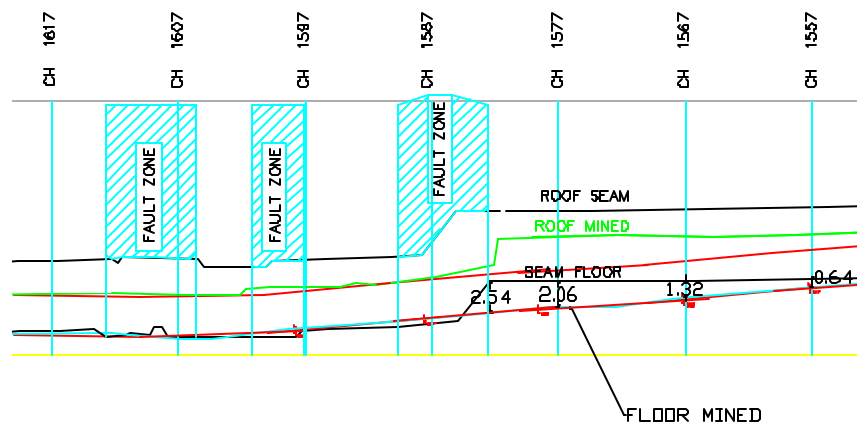 CH 1617
CH 1607
CH 1597
CH 1587
CH 1577
CH 1567
CH 1557
FAULT ZONE
FAULT ZONE
FAULT ZONE
ROOF SEAM
ROOF MINED
SEAM FLOOR
2.54
2.06
1.32
0.64
FLOOR MINED